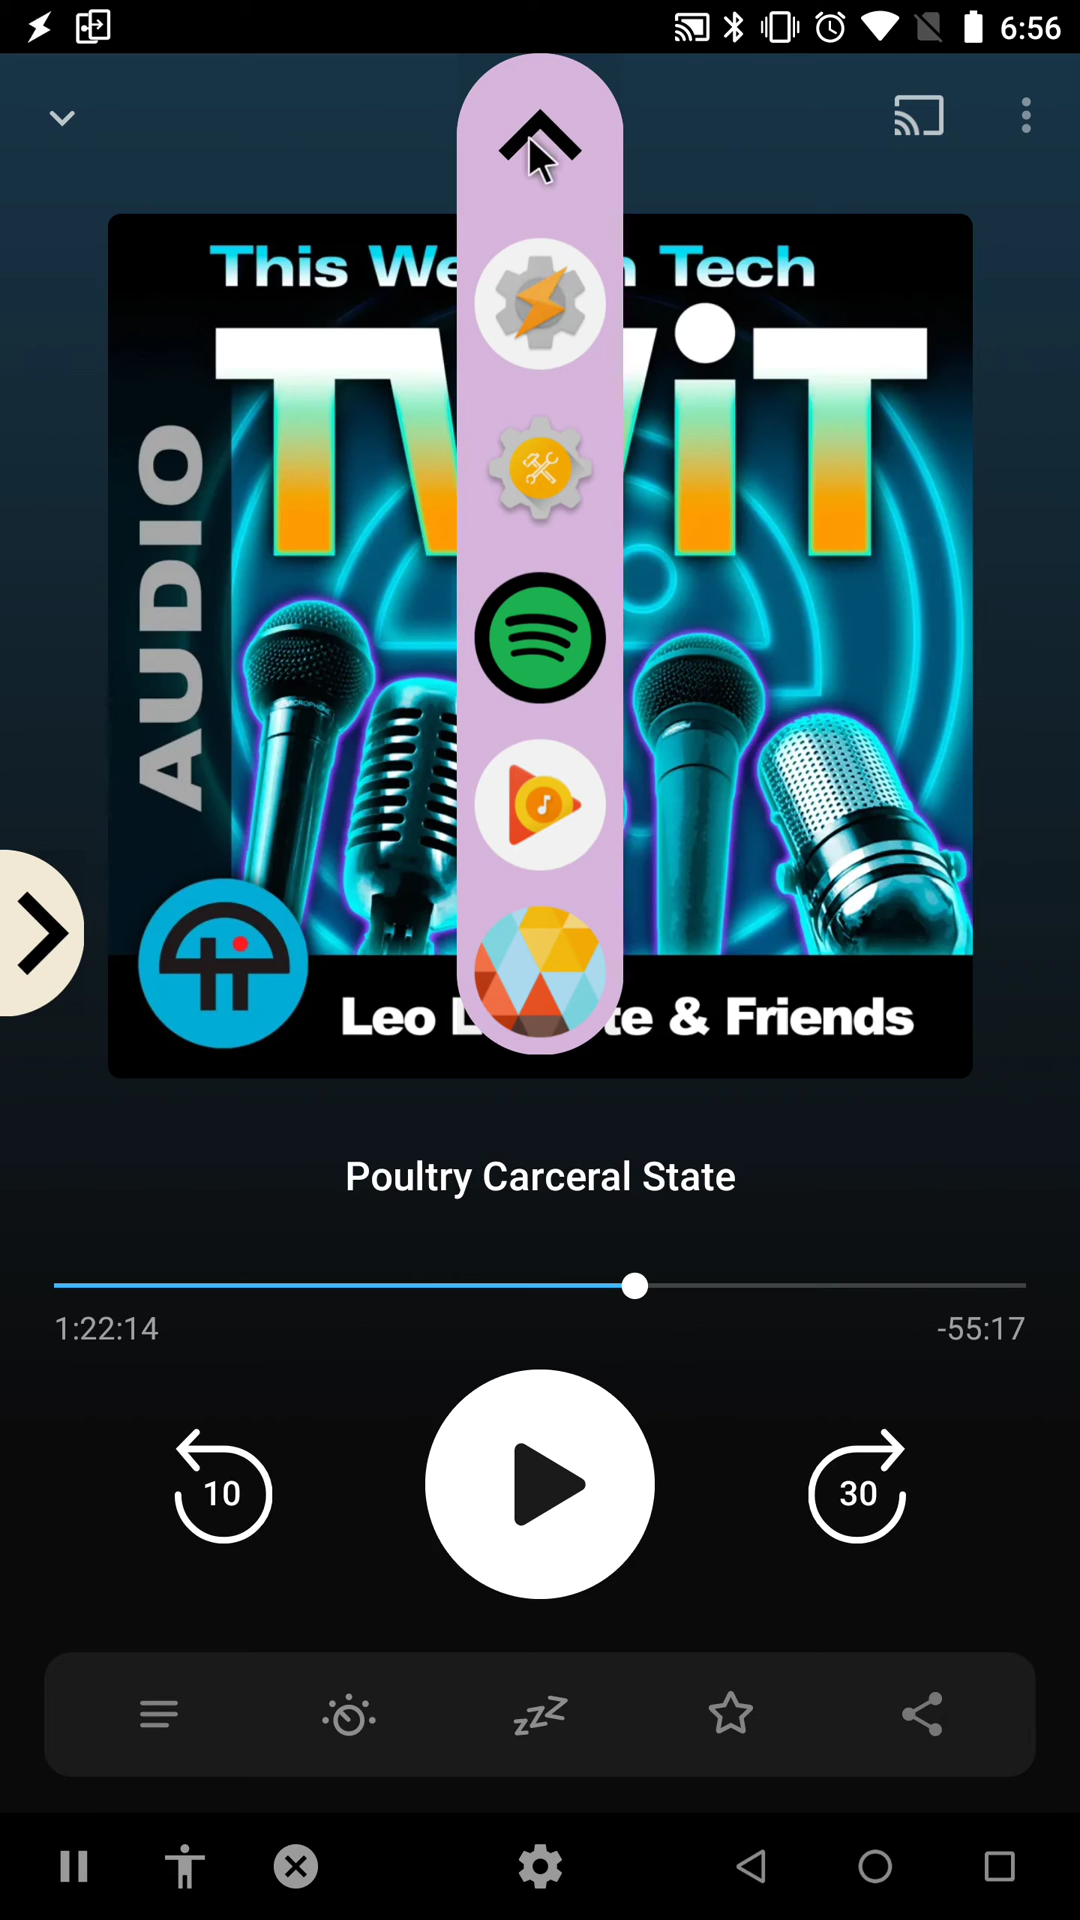 6:56
This We n Tech
TWiT
AUDIO
Leo L te & Friends
Poultry Carceral State
1:22:14
-55:17
10
30
zzZ